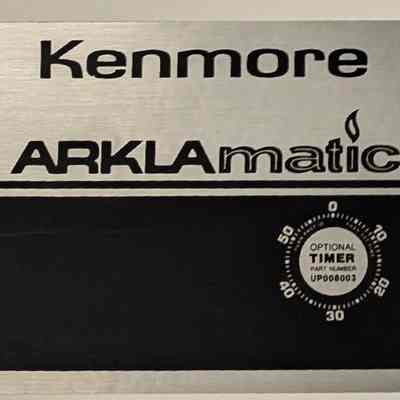 Kenmore
ARKLAmatic
0
50
10
OPTIONAL
TIMER
PART NUMBER
UP008003
40
20
30